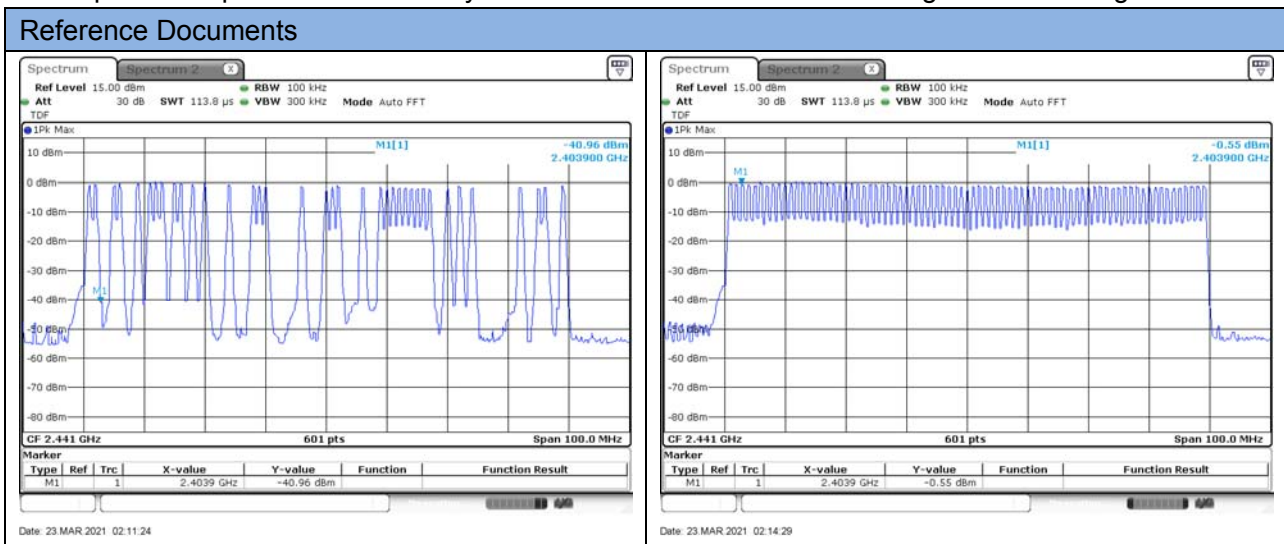 Reference Documents
Spectrum Spectrum 2 X
Ref Level 15.00 dBm RBW 100 kHz
Att 30 dB SWT 113.8 µs VBW 300 kHz Mode Auto FFT
TDF
1Pk Max
M1[1] -40.96 dBm
2.403900 GHz
10 dBm
0 dBm
-10 dBm
-20 dBm
-30 dBm
M1
-40 dBm
-50 dBm
-60 dBm
-70 dBm
-80 dBm
CF 2.441 GHz 601 pts Span 100.0 MHz
Marker
Type Ref Trc X-value Y-value Function Function Result
M1 1 2.4039 GHz -40.96 dBm
Date: 23.MAR.2021 02:11:24
Spectrum Spectrum 2 X
Ref Level 15.00 dBm RBW 100 kHz
Att 30 dB SWT 113.8 µs VBW 300 kHz Mode Auto FFT
TDF
1Pk Max
M1[1] -0.55 dBm
2.403900 GHz
10 dBm
M1
0 dBm
-10 dBm
-20 dBm
-30 dBm
-40 dBm
-50 dBm
-60 dBm
-70 dBm
-80 dBm
CF 2.441 GHz 601 pts Span 100.0 MHz
Marker
Type Ref Trc X-value Y-value Function Function Result
M1 1 2.4039 GHz -0.55 dBm
Date: 23.MAR.2021 02:14:29